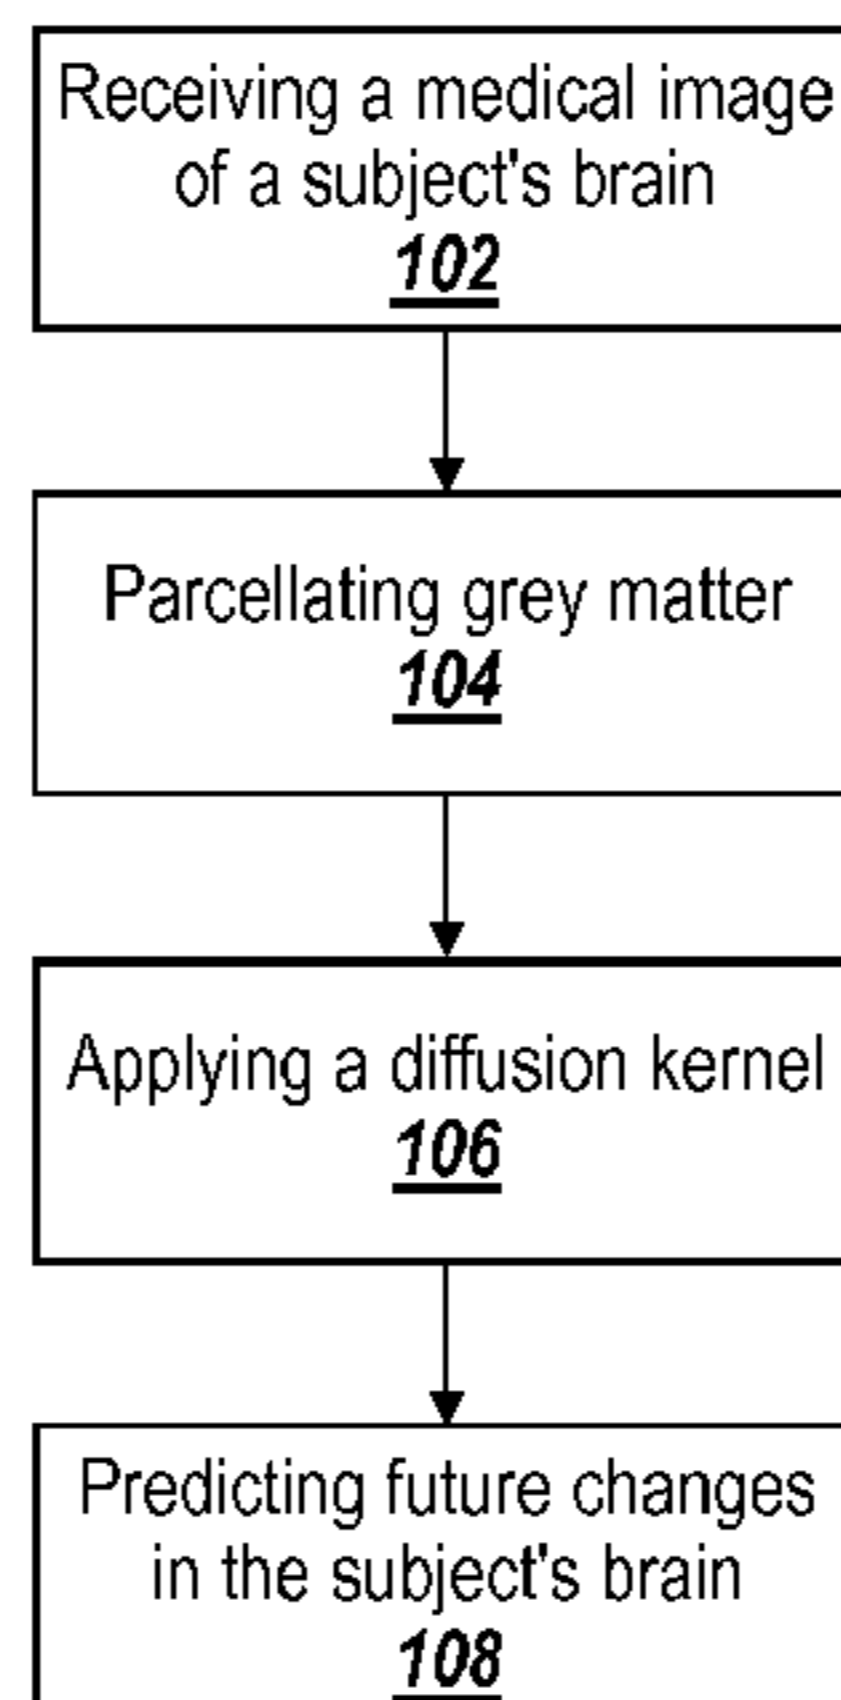 Receiving a medical image
of a subject's brain
102
Parcellating grey matter
104
Applying a diffusion kernel
106
Predicting future changes
in the subject's brain
108